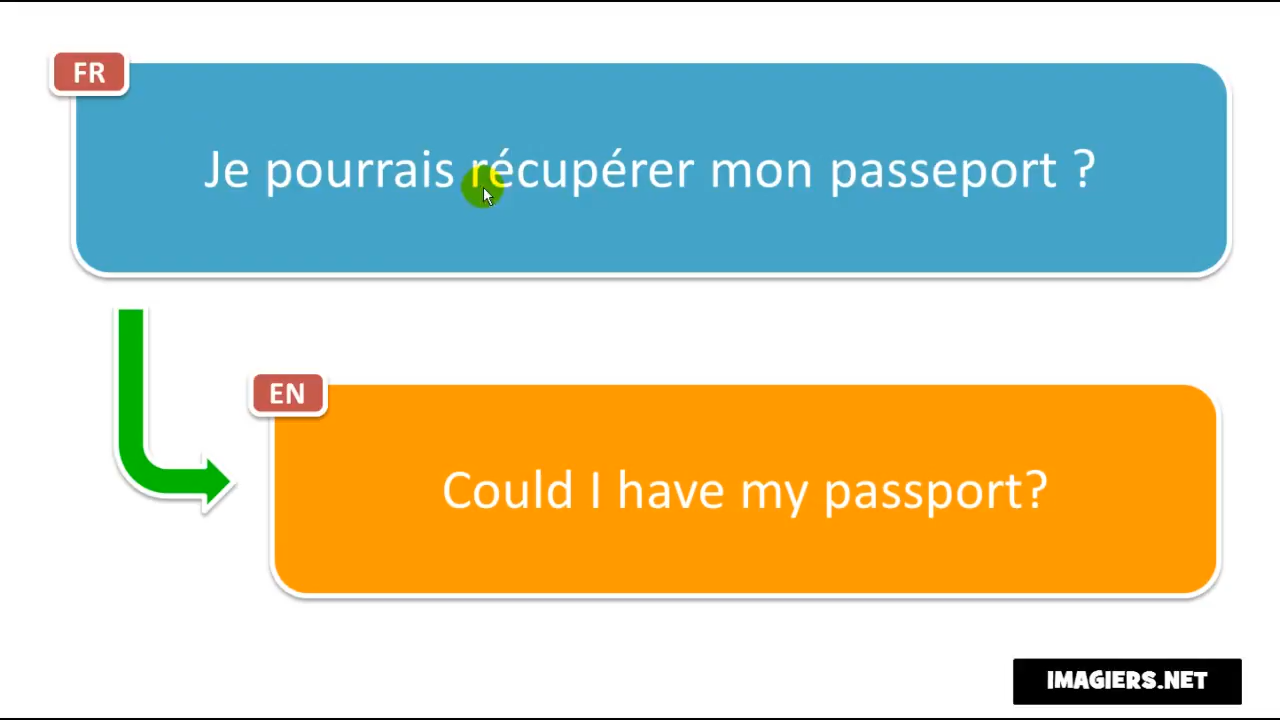 FR
Je pourrais récupérer mon passeport ?
EN
Could I have my passport?
IMAGIERS.NET